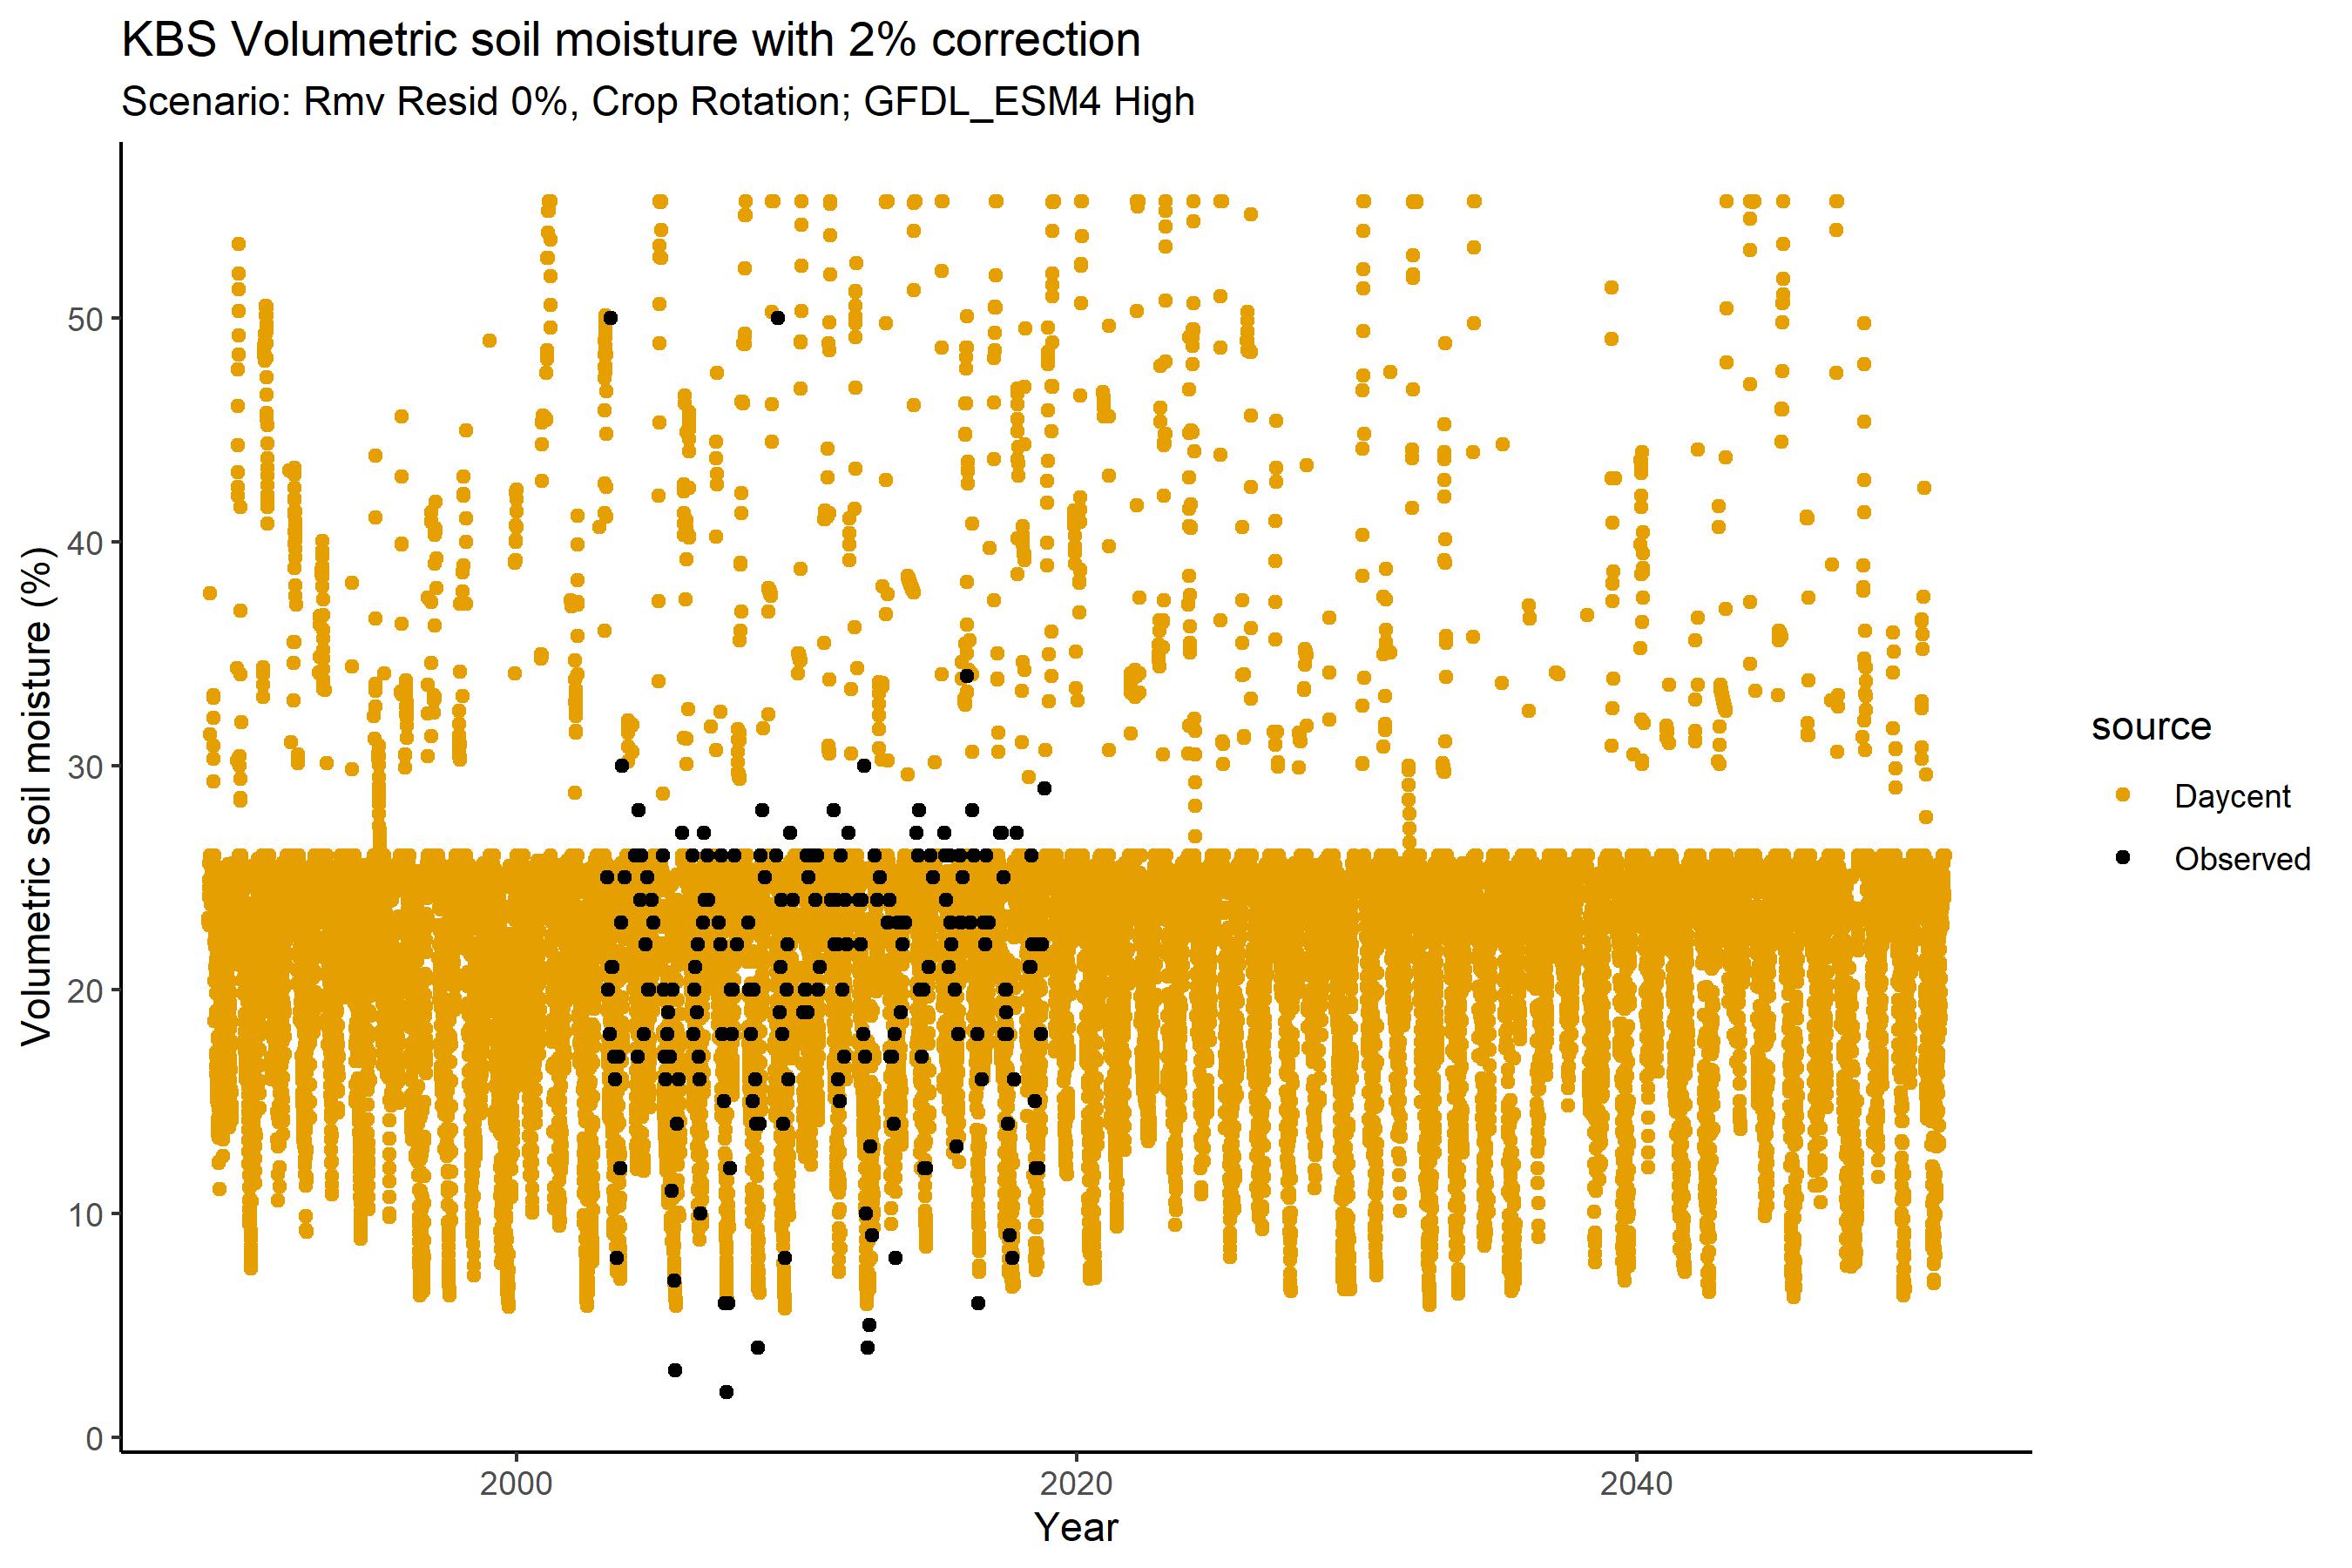 KBS Volumetric soil moisture with 2% correction
Scenario: Rmv Resid 0%, Crop Rotation; GFDL_ESM4 High
Volumetric soil moisture (%)
50
40
30
20
10
0
2000
2020
2040
Year
source
Daycent
Observed